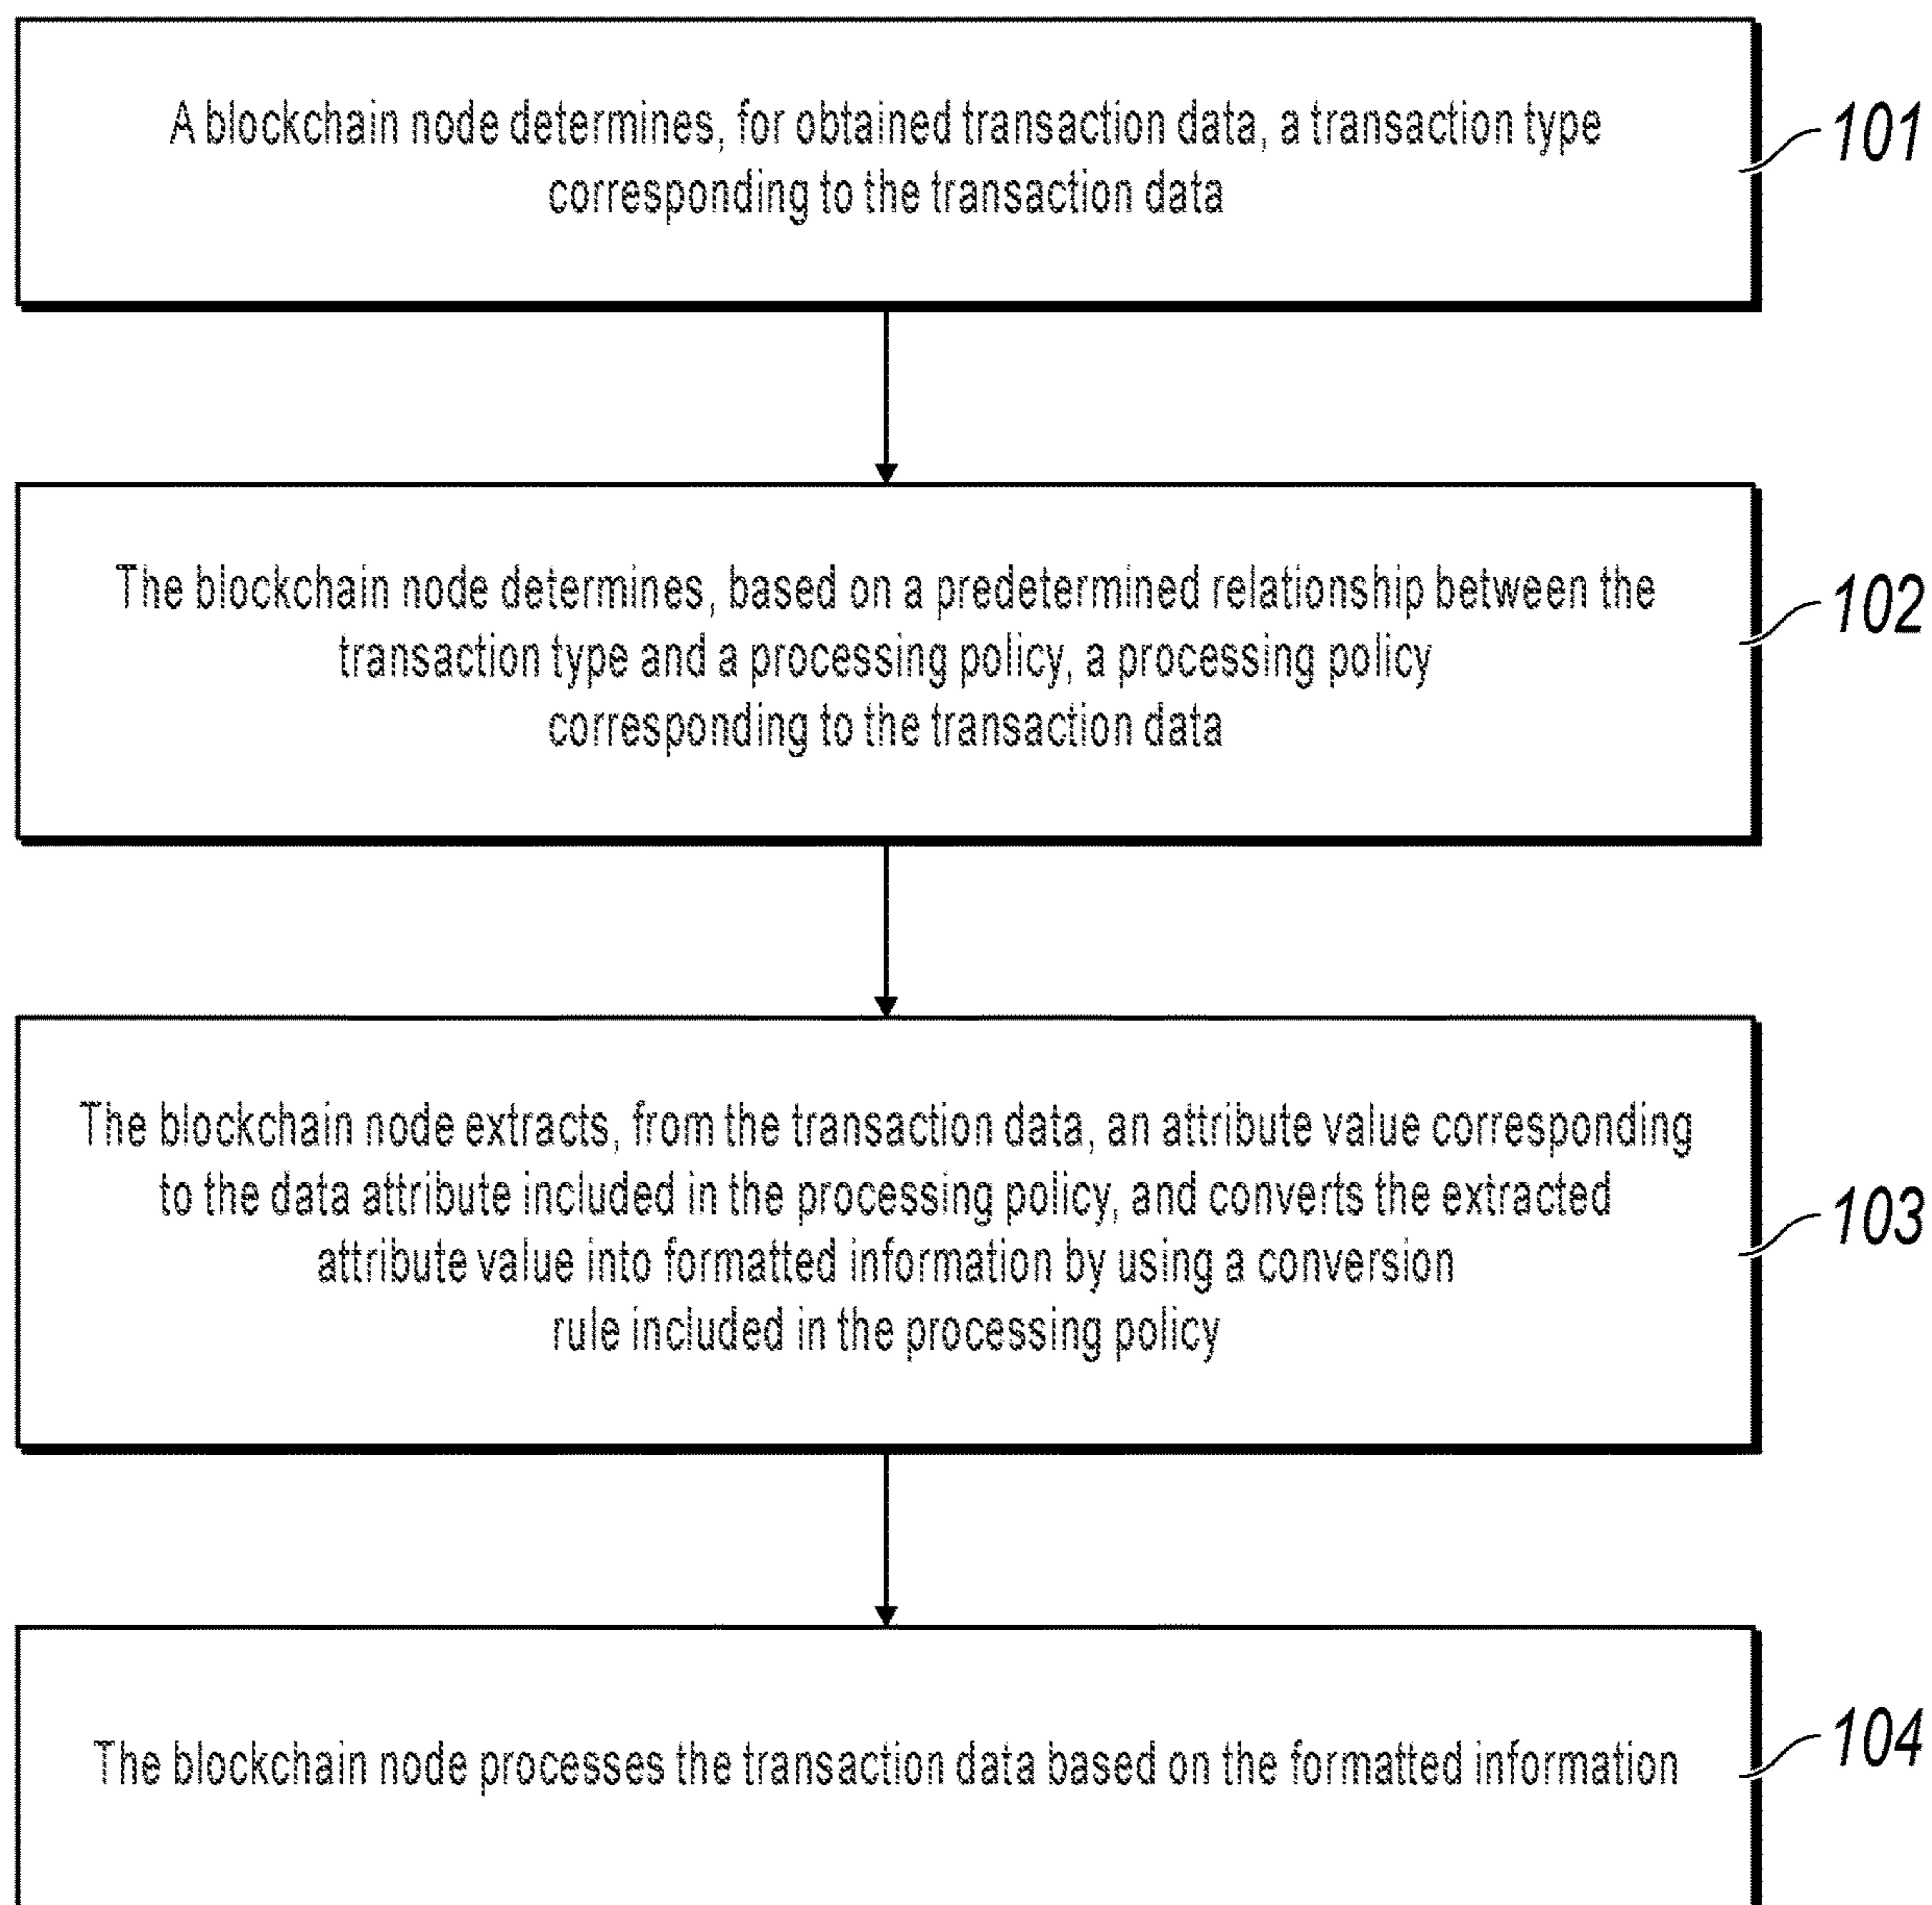 A blockchain node determines, for obtained transaction data, a transaction type
corresponding to the transaction data
101
The blockchain node determines, based on a predetermined relationship between the
transaction type and a processing policy, a processing policy
corresponding to the transaction data
102
The blockchain node extracts, from the transaction data, an attribute value corresponding
to the data attribute included in the processing policy, and converts the extracted
attribute value into formatted information by using a conversion
rule included in the processing policy
103
The blockchain node processes the transaction data based on the formatted information
104